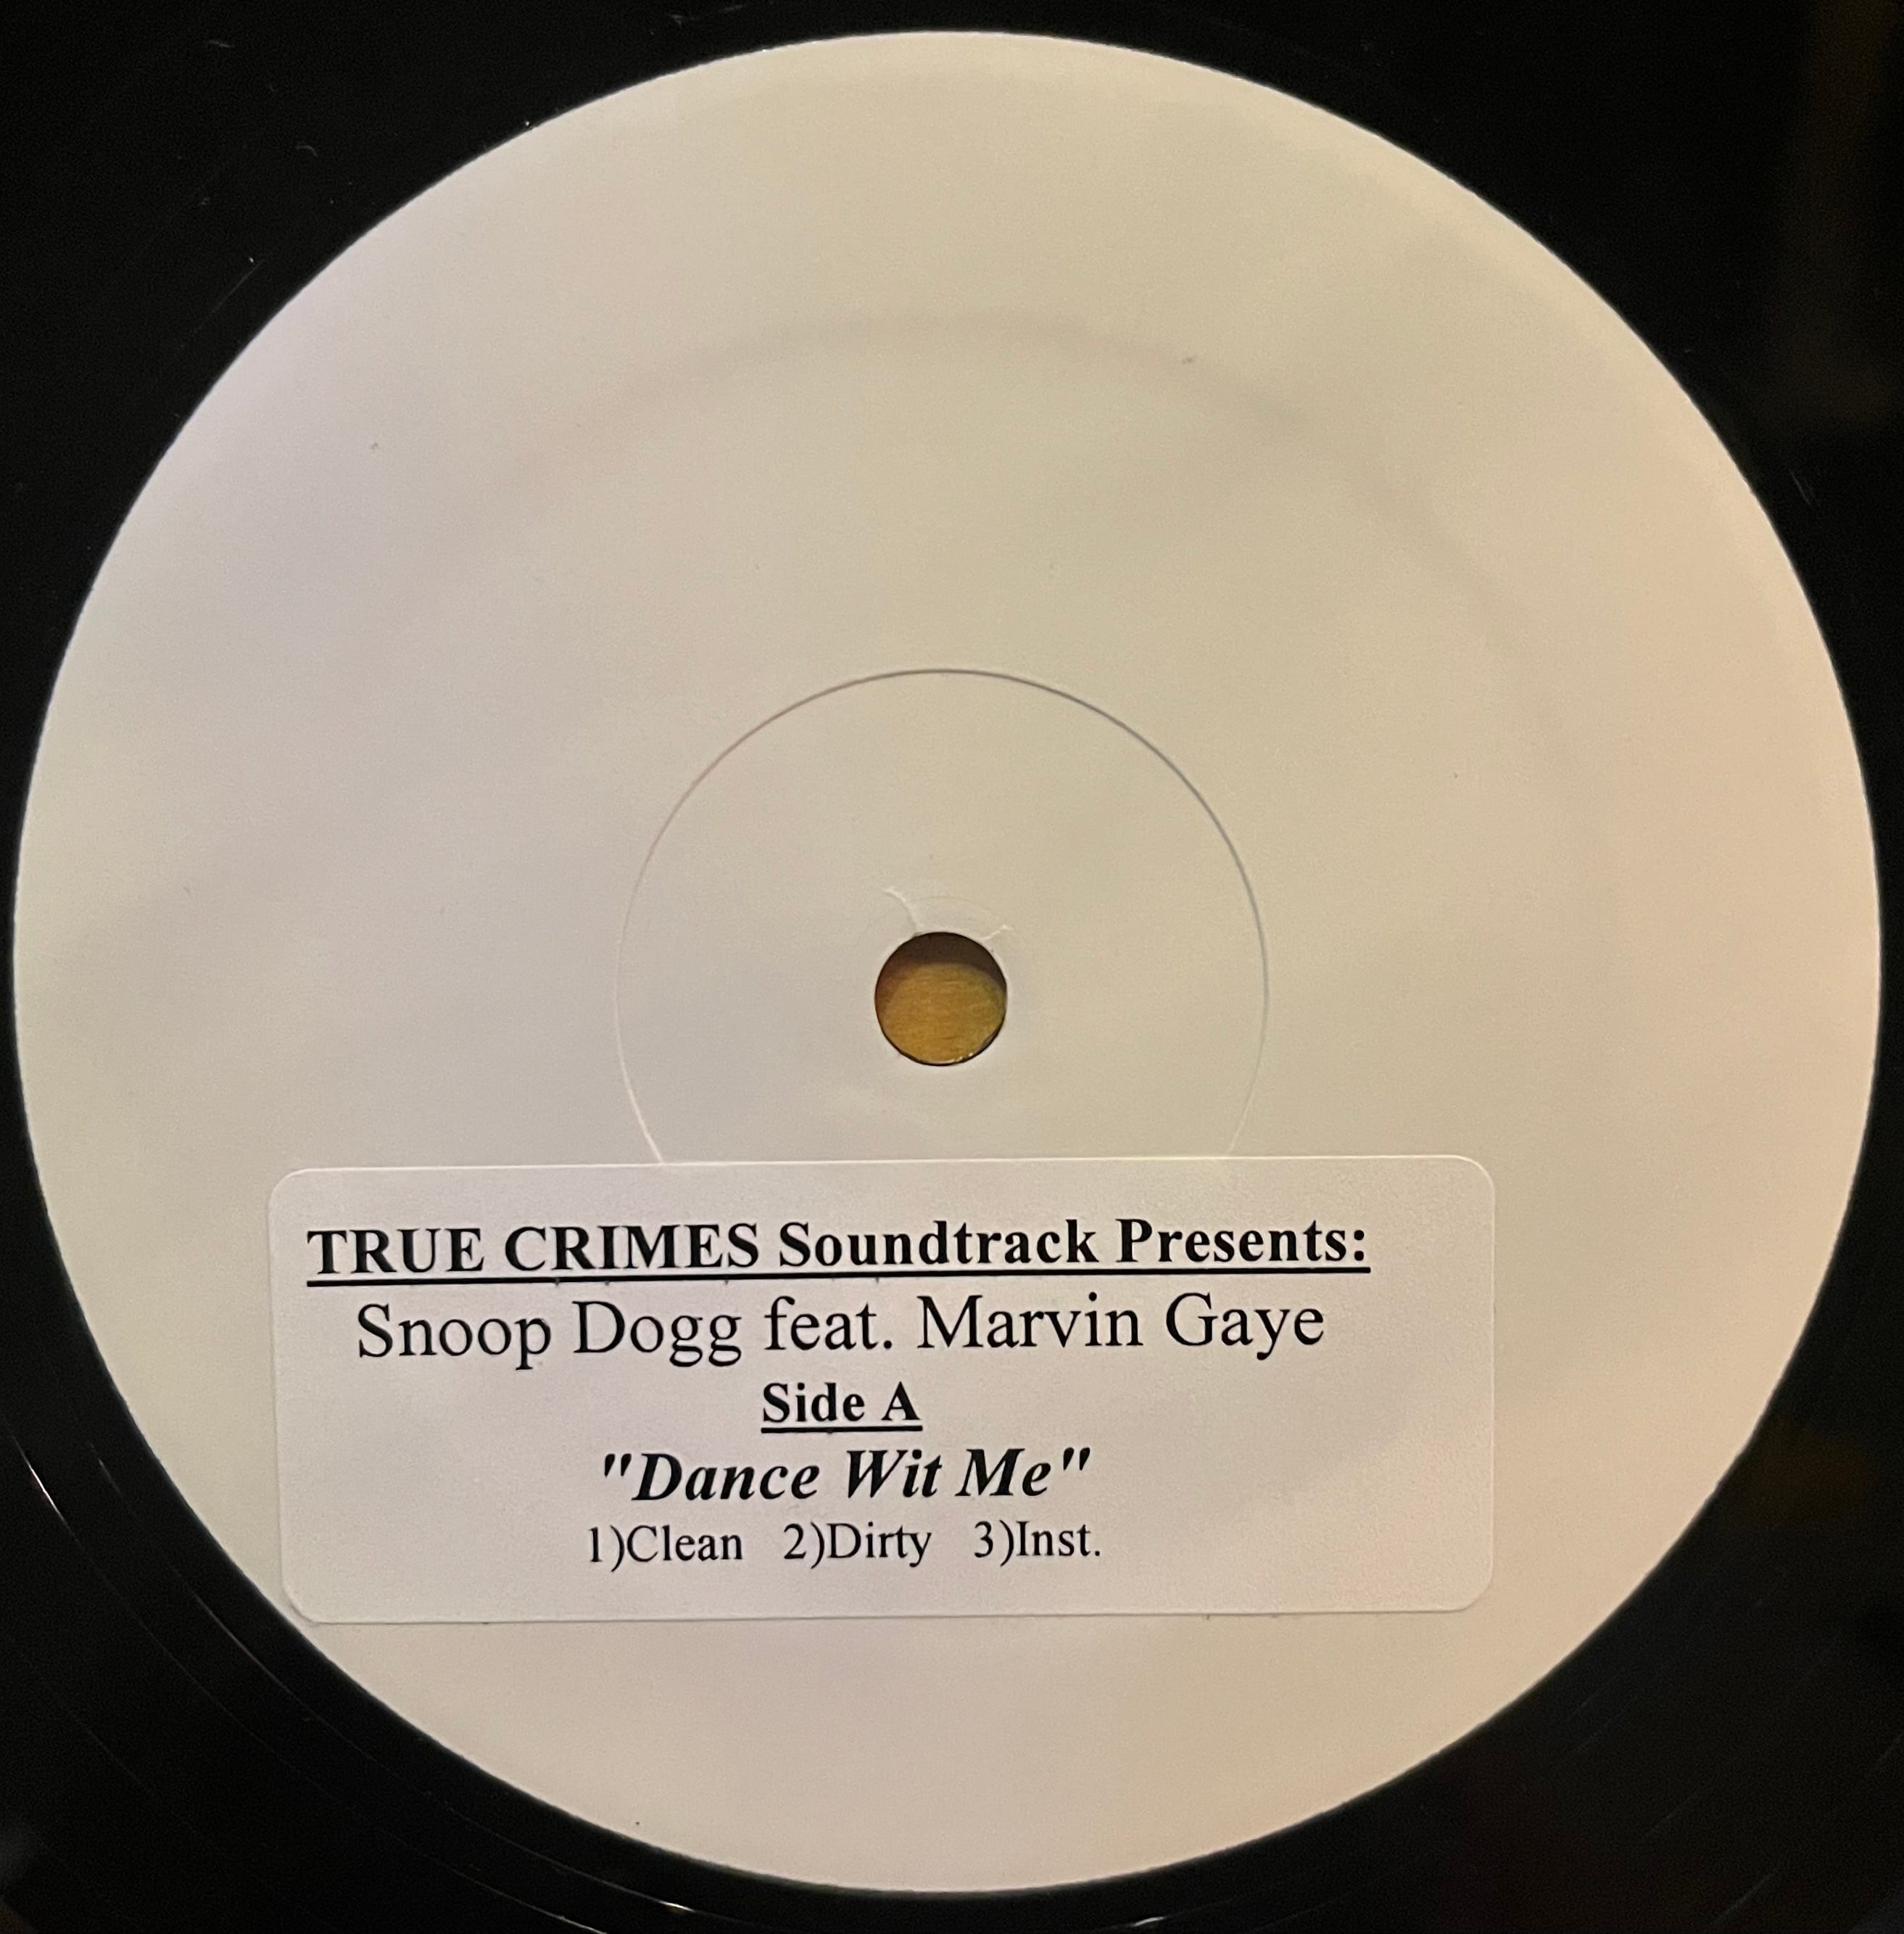 TRUE CRIMES Soundtrack Presents:
Snoop Dogg feat. Marvin Gaye
Side A
"Dance Wit Me"
1)Clean 2)Dirty 3)Inst.